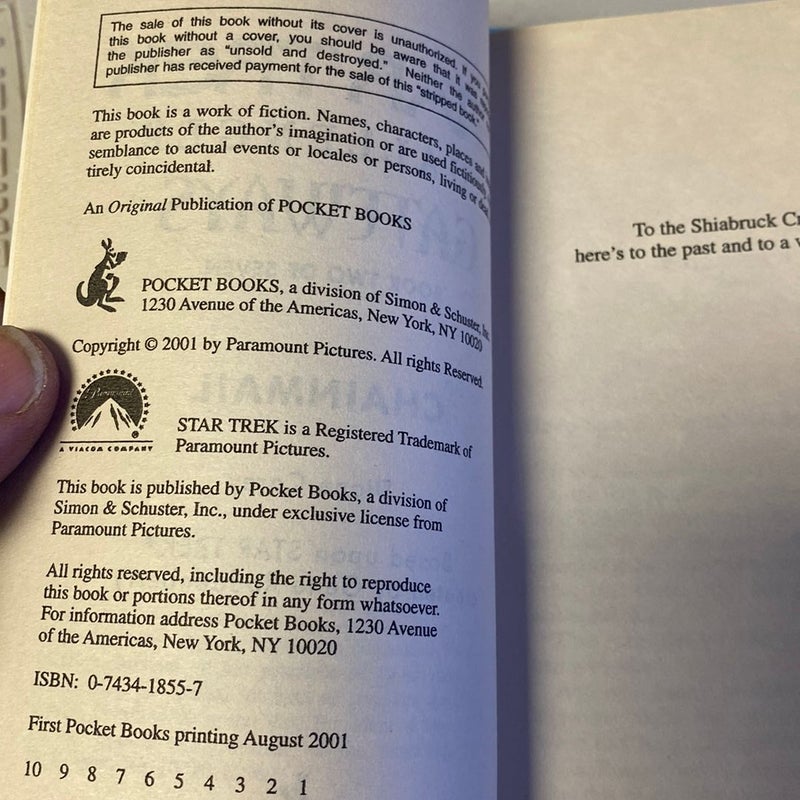 The sale of this book without its cover is unauthorized. If you
this book without a cover, you should be aware that it was
the publisher as "unsold and destroyed." Neither the author
publisher has received payment for the sale of this "stripped book."
This book is a work of fiction. Names, characters, places and
are products of the author's imagination or are used fictitiously.
semblance to actual events or locales or persons, living or dead,
tirely coincidental.
An Original Publication of POCKET BOOKS
POCKET BOOKS, a division of Simon & Schuster, Inc.
1230 Avenue of the Americas, New York, NY 10020
Copyright © 2001 by Paramount Pictures. All rights Reserved.
Paramount
A VIACOM COMPANY
STAR TREK is a Registered Trademark of
Paramount Pictures.
This book is published by Pocket Books, a division of
Simon & Schuster, Inc., under exclusive license from
Paramount Pictures.
All rights reserved, including the right to reproduce
this book or portions thereof in any form whatsoever.
For information address Pocket Books, 1230 Avenue
of the Americas, New York, NY 10020
ISBN: 0-7434-1855-7
First Pocket Books printing August 2001
10 9 8 7 6 5 4 3 2 1
To the Shiabruck
here's to the past and to a